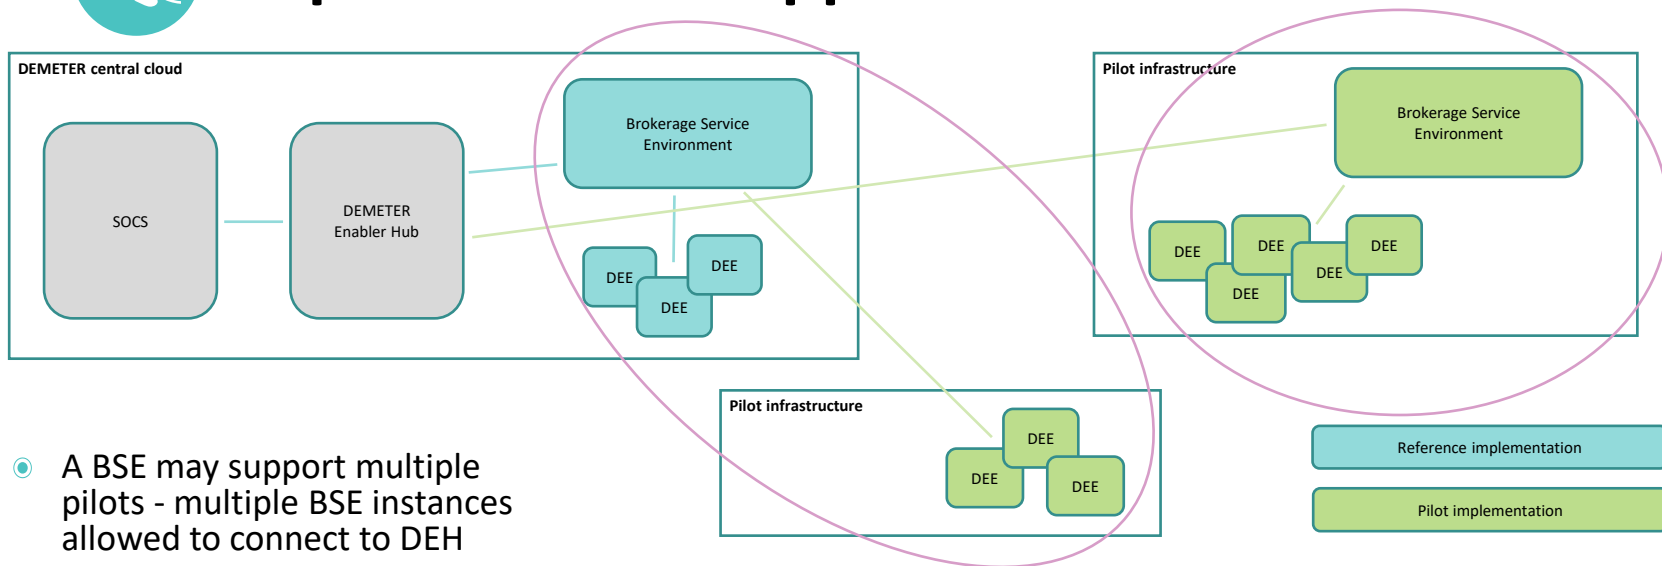 DEMETER central cloud
SOCS
DEMETER
Enabler Hub
Brokerage Service
Environment
DEE
DEE
DEE
Pilot infrastructure
Brokerage Service
Environment
DEE
DEE
DEE
DEE
DEE
Pilot infrastructure
DEE
DEE
DEE
Reference implementation
Pilot implementation
A BSE may support multiple
pilots - multiple BSE instances
allowed to connect to DEH